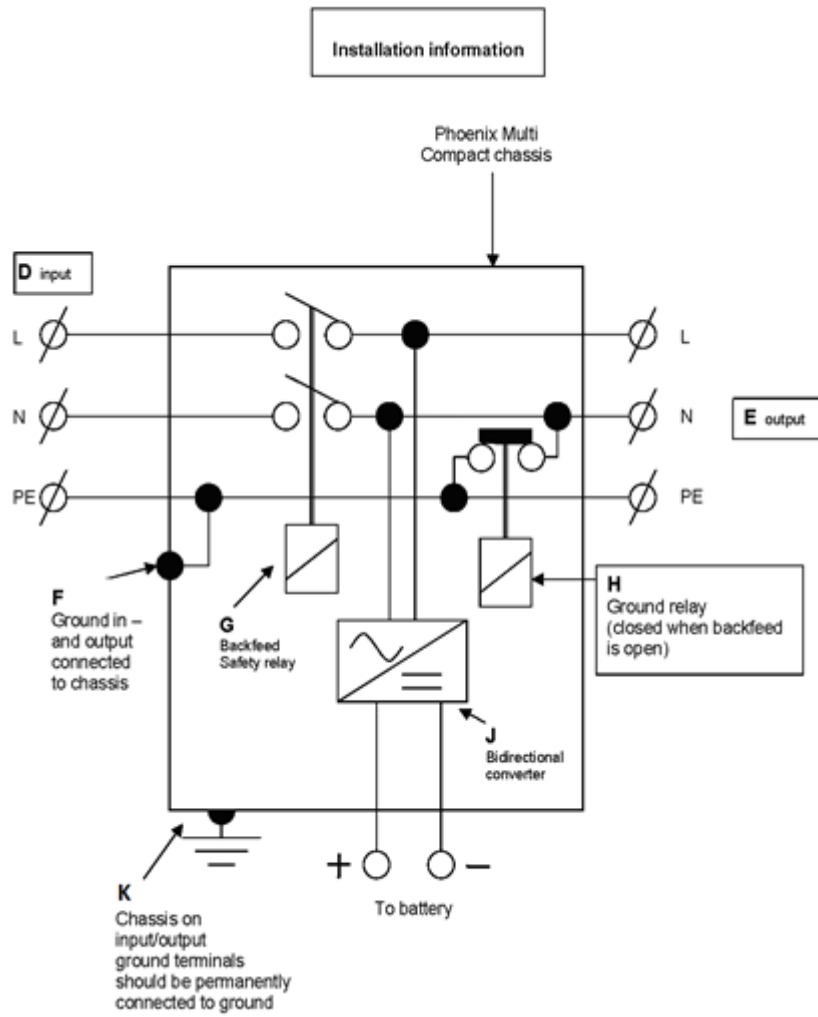 Installation information
Phoenix Multi
Compact chassis
D input
L
L
N
N
E output
PE
PE
F
Ground in –
and output
connected
to chassis
G
Backfeed
Safety relay
H
Ground relay
(closed when backfeed
is open)
J
Bidirectional
converter
+
–
To battery
K
Chassis on
input/output
ground terminals
should be permanently
connected to ground